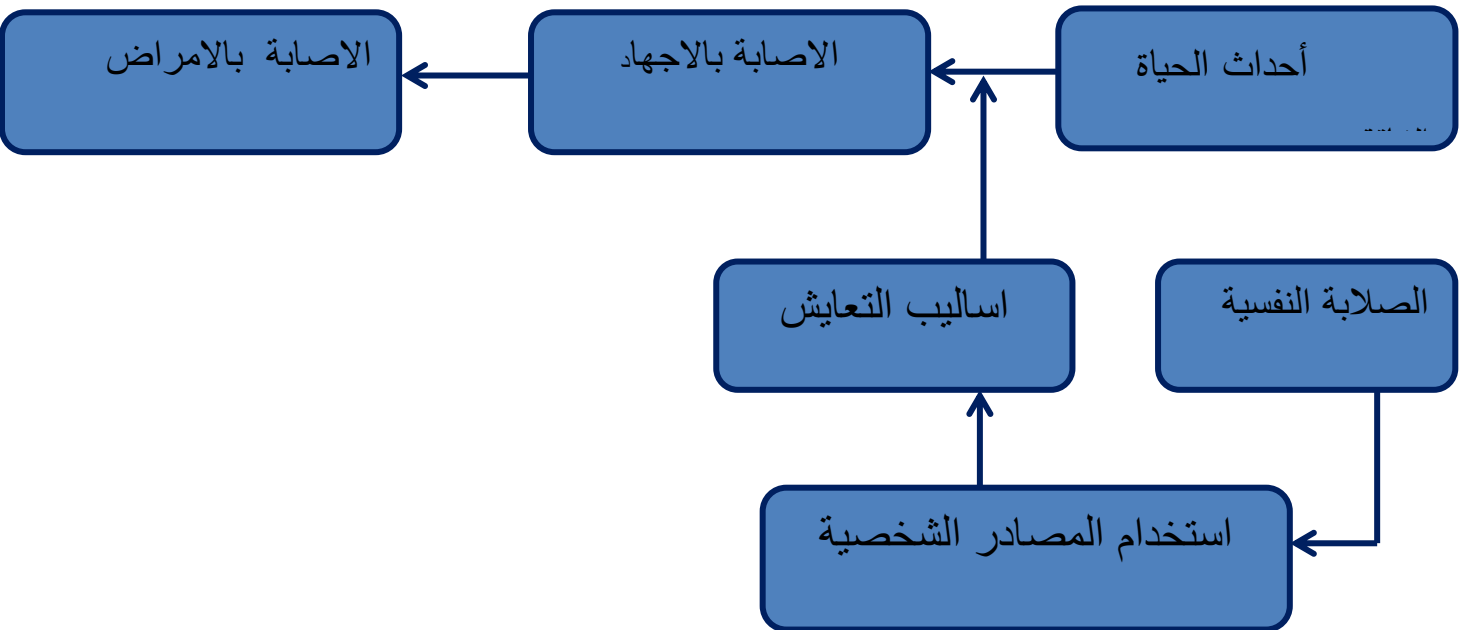 أحداث الحياة
الاصابة بالاجهاد
الاصابة بالامراض
الصلابة النفسية
اساليب التعايش
استخدام المصادر الشخصية